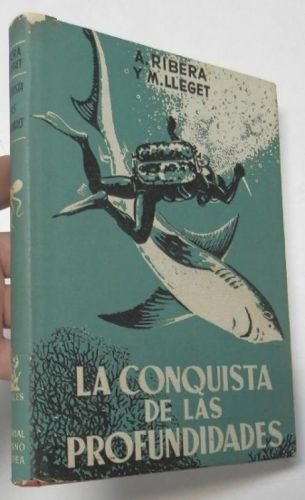 A. RIBERA
Y M. LLEGET
LA CONQUISTA
DE LAS
PROFUNDIDADES